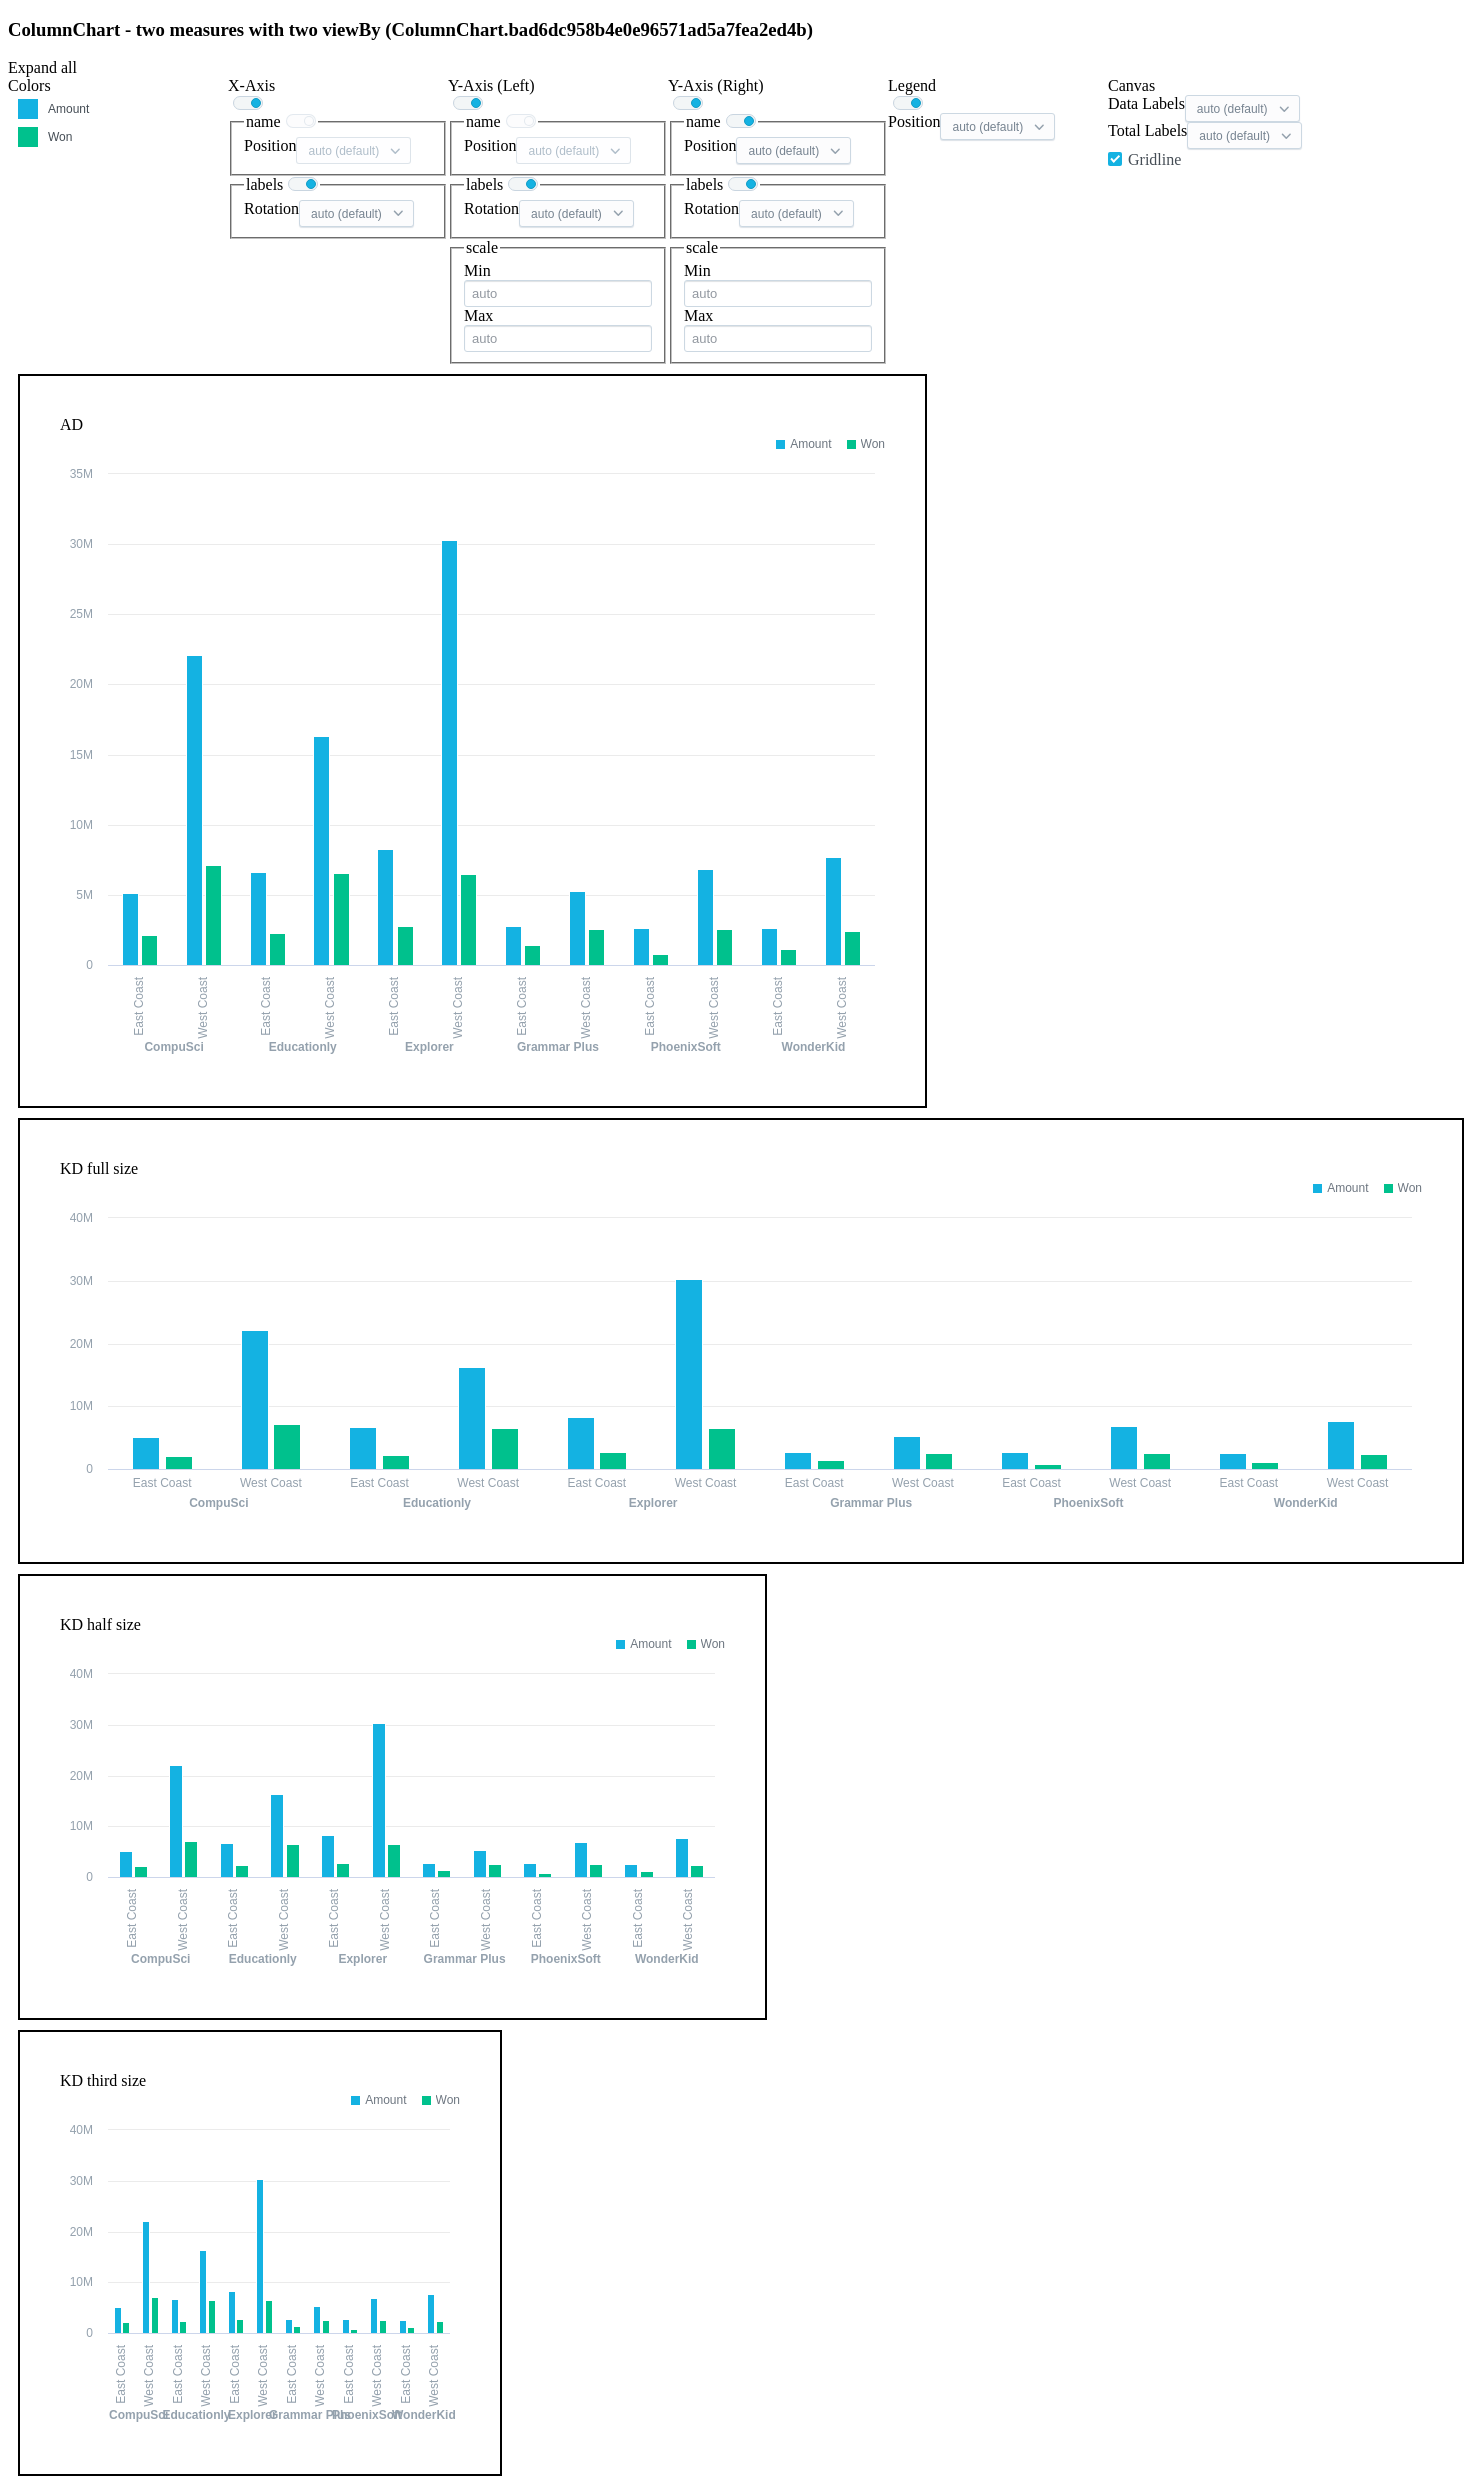 ColumnChart - two measures with two viewBy (ColumnChart.bad6dc958b4e0e96571ad5a7fea2ed4b)
Expand all
Colors
Amount
Won
X-Axis
name
Position auto (default)
labels
Rotation auto (default)
Y-Axis (Left)
name
Position auto (default)
labels
Rotation auto (default)
scale
Min
auto
Max
auto
Y-Axis (Right)
name
Position auto (default)
labels
Rotation auto (default)
scale
Min
auto
Max
auto
Legend
Position auto (default)
Canvas
Data Labels auto (default)
Total Labels auto (default)
Gridline
AD
Amount Won
35M
30M
25M
20M
15M
10M
5M
0
East Coast West Coast East Coast West Coast East Coast West Coast East Coast West Coast East Coast West Coast East Coast West Coast
CompuSci Educationly Explorer Grammar Plus PhoenixSoft WonderKid
KD full size
Amount Won
40M
30M
20M
10M
0
East Coast West Coast East Coast West Coast East Coast West Coast East Coast West Coast East Coast West Coast East Coast West Coast
CompuSci Educationly Explorer Grammar Plus PhoenixSoft WonderKid
KD half size
Amount Won
40M
30M
20M
10M
0
East Coast West Coast East Coast West Coast East Coast West Coast East Coast West Coast East Coast West Coast East Coast West Coast
CompuSci Educationly Explorer Grammar Plus PhoenixSoft WonderKid
KD third size
Amount Won
40M
30M
20M
10M
0
East Coast West Coast East Coast West Coast East Coast West Coast East Coast West Coast East Coast West Coast East Coast West Coast
CompuSci Educationly Explorer Grammar Plus PhoenixSoft WonderKid